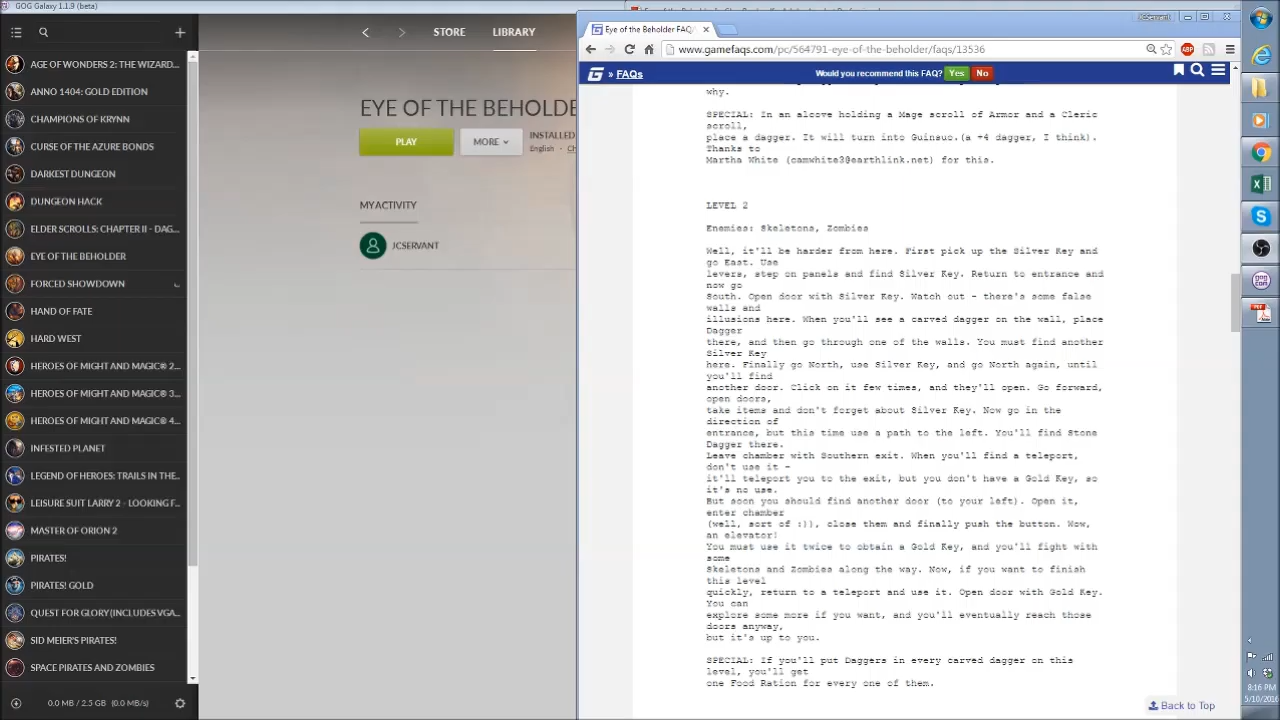 GOG Galaxy 1.1.9 (beta)
STORE
LIBRARY
AGE OF WONDERS 2: THE WIZARD...
ANNO 1404: GOLD EDITION
CHAMPIONS OF KRYNN
CURSE OF THE AZURE BONDS
DARKEST DUNGEON
DUNGEON HACK
ELDER SCROLLS: CHAPTER II - DAG...
EYE OF THE BEHOLDER
FORCED SHOWDOWN
HAND OF FATE
HARD WEST
HEROES OF MIGHT AND MAGIC® 2...
HEROES OF MIGHT AND MAGIC® 3...
HEROES OF MIGHT AND MAGIC® 4...
INFESTED PLANET
LEGEND OF HEROES: TRAILS IN THE...
LEISURE SUIT LARRY 2 - LOOKING F...
MASTER OF ORION 2
PIRATES!
PIRATES! GOLD
QUEST FOR GLORY(INCLUDES VGA...
SID MEIER'S PIRATES!
SPACE PIRATES AND ZOMBIES
0.0 MB / 2.5 GB (0.0 MB/s)
EYE OF THE BEHOLDE
PLAY
MORE
INSTALLED
English
MY ACTIVITY
JCSERVANT
Eye of the Beholder FAQ/
JCServant
www.gamefaqs.com/pc/564791-eye-of-the-beholder/faqs/13536
ABP
» FAQs
Would you recommend this FAQ? Yes No
why.
SPECIAL: In an alcove holding a Mage scroll of Armor and a Cleric
scroll,
place a dagger. It will turn into Guinsuo.(a +4 dagger, I think).
Thanks to
Martha White (camwhite3@earthlink.net) for this.
LEVEL 2
Enemies: Skeletons, Zombies
Well, it'll be harder from here. First pick up the Silver Key and
go East. Use
levers, step on panels and find Silver Key. Return to entrance and
now go
South. Open door with Silver Key. Watch out - there's some false
walls and
illusions here. When you'll see a carved dagger on the wall, place
Dagger
there, and then go through one of the walls. You must find another
Silver Key
here. Finally go North, use Silver Key, and go North again, until
you'll find
another door. Click on it few times, and they'll open. Go forward,
open doors,
take items and don't forget about Silver Key. Now go in the
direction of
entrance, but this time use a path to the left. You'll find Stone
Dagger there.
Leave chamber with Southern exit. When you'll find a teleport,
don't use it -
it'll teleport you to the exit, but you don't have a Gold Key, so
it's no use.
But soon you should find another door (to your left). Open it,
enter chamber
(well, sort of :)), close them and finally push the button. Wow,
an elevator!
You must use it twice to obtain a Gold Key, and you'll fight with
some
Skeletons and Zombies along the way. Now, if you want to finish
this level
quickly, return to a teleport and use it. Open door with Gold Key.
You can
explore some more if you want, and you'll eventually reach those
doors anyway,
but it's up to you.
SPECIAL: If you'll put Daggers in every carved dagger on this
level, you'll get
one Food Ration for every one of them.
Back to Top
8:16 PM